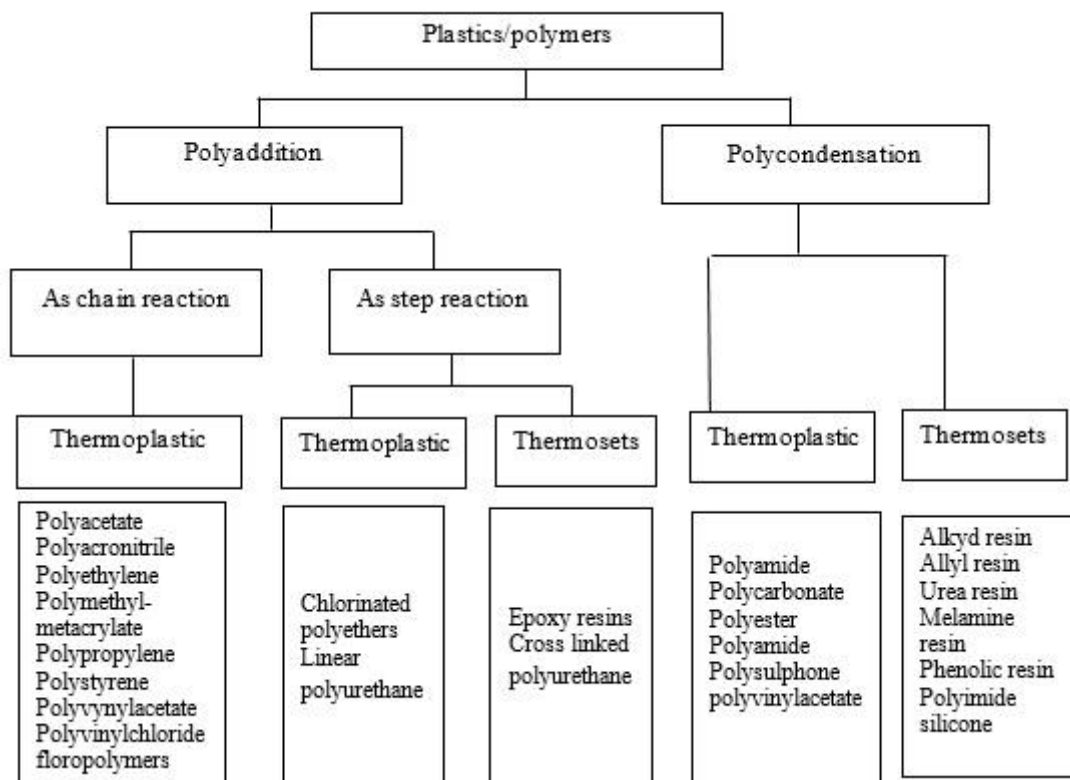 Plastics/polymers
Polyaddition
Polycondensation
As chain reaction
As step reaction
Thermoplastic
Thermoplastic
Thermosets
Thermoplastic
Thermosets
Polyacetate
Polyacronitrile
Polyethylene
Polymethyl-
metacrylate
Polypropylene
Polystyrene
Polyvynylacetate
Polyvinylchloride
floropolymers
Chlorinated
polyethers
Linear
polyurethane
Epoxy resins
Cross linked
polyurethane
Polyamide
Polycarbonate
Polyester
Polyamide
Polysulphone
polyvinylacetate
Alkyd resin
Allyl resin
Urea resin
Melamine
resin
Phenolic resin
Polyimide
silicone